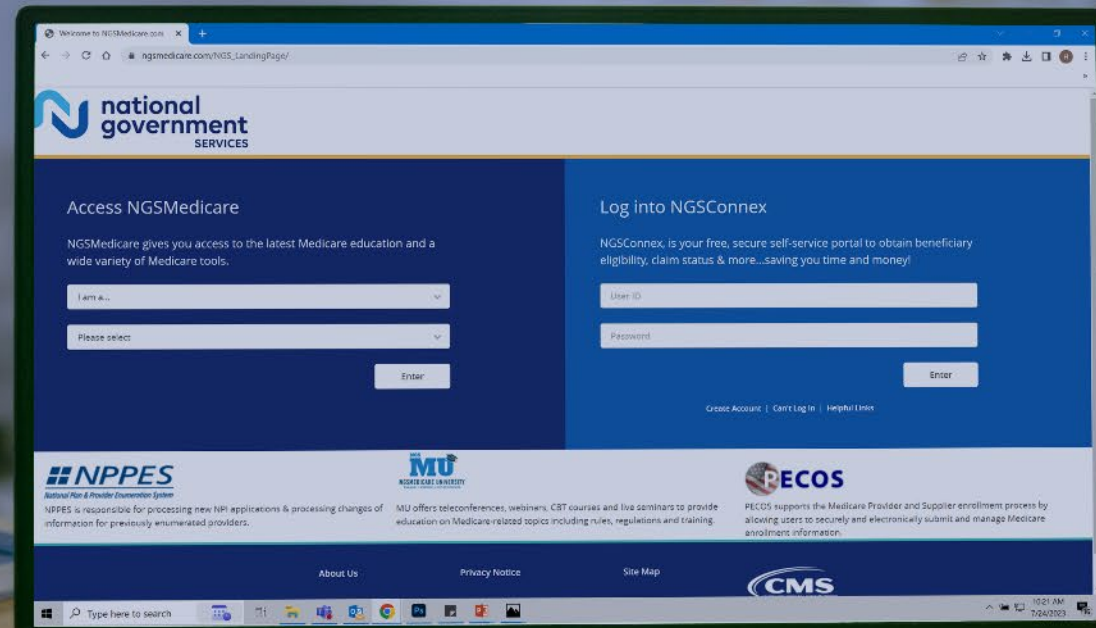 Welcome to NGSMedicare.com
ngsmedicare.com/NGS_LandingPage/
national
government
SERVICES
Access NGSMedicare
NGSMedicare gives you access to the latest Medicare education and a
wide variety of Medicare tools.
I am a...
Please select
Enter
Log into NGSConnex
NGSConnex, is your free, secure self-service portal to obtain beneficiary
eligibility, claim status & more...saving you time and money!
User ID
Password
Enter
Create Account | Can't Log In | Helpful Links
NPPES
National Plan & Provider Enumeration System
NPPES is responsible for processing new NPI applications & processing changes of
information for previously enumerated providers.
MU
NGSMEDICARE UNIVERSITY
MU offers teleconferences, webinars, CBT courses and live seminars to provide
education on Medicare-related topics including rules, regulations and training.
PECOS
PECOS supports the Medicare Provider and Supplier enrollment process by
allowing users to securely and electronically submit and manage Medicare
enrollment information.
About Us
Privacy Notice
Site Map
CMS
Type here to search
Ps
10:21 AM
7/24/2023